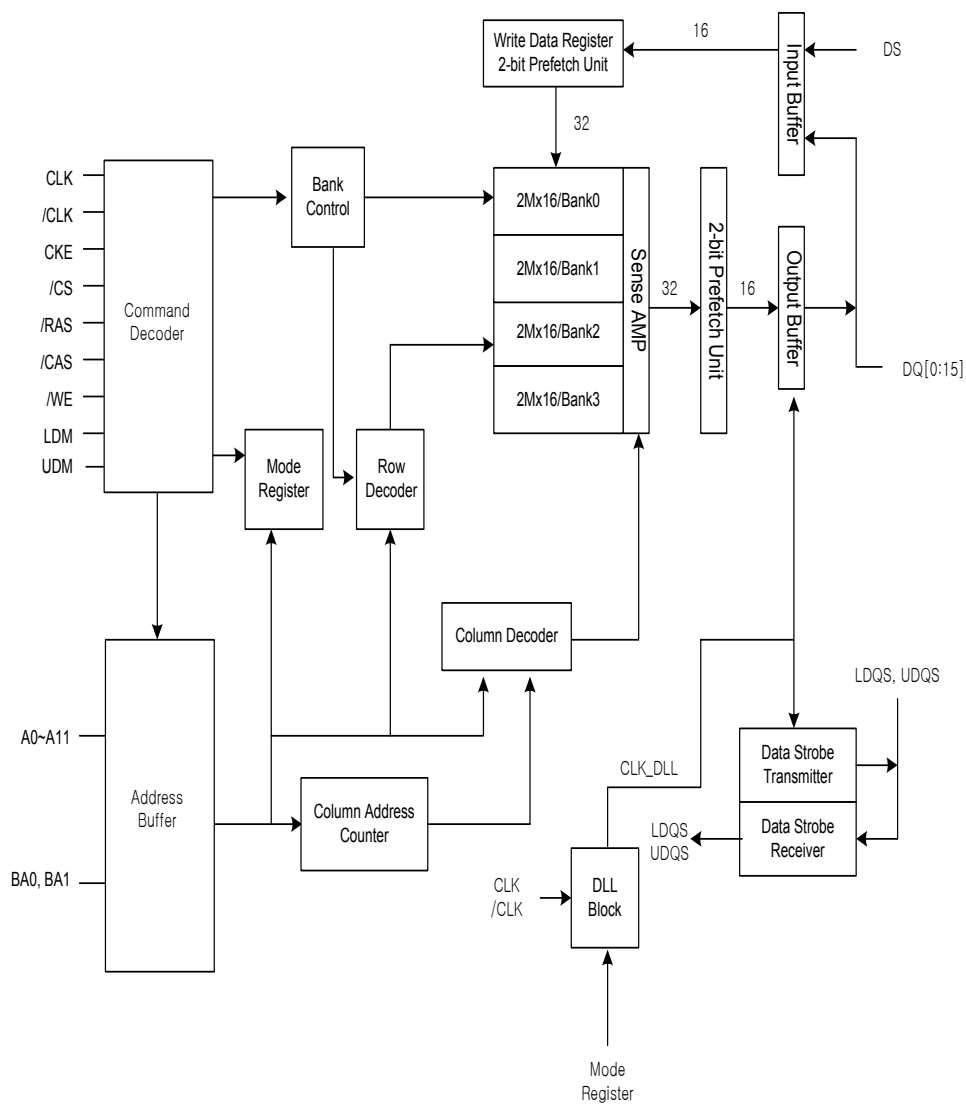 Write Data Register
2-bit Prefetch Unit
16
Input Buffer
DS
32
CLK
/CLK
CKE
/CS
/RAS
/CAS
/WE
LDM
UDM
Command
Decoder
Bank
Control
2Mx16/Bank0
2Mx16/Bank1
2Mx16/Bank2
2Mx16/Bank3
Sense AMP
32
2-bit Prefetch Unit
16
Output Buffer
DQ[0:15]
Mode
Register
Row
Decoder
Column Decoder
LDQS, UDQS
A0~A11
BA0, BA1
Address
Buffer
Column Address
Counter
CLK_DLL
Data Strobe
Transmitter
Data Strobe
Receiver
LDQS
UDQS
CLK
/CLK
DLL
Block
Mode
Register